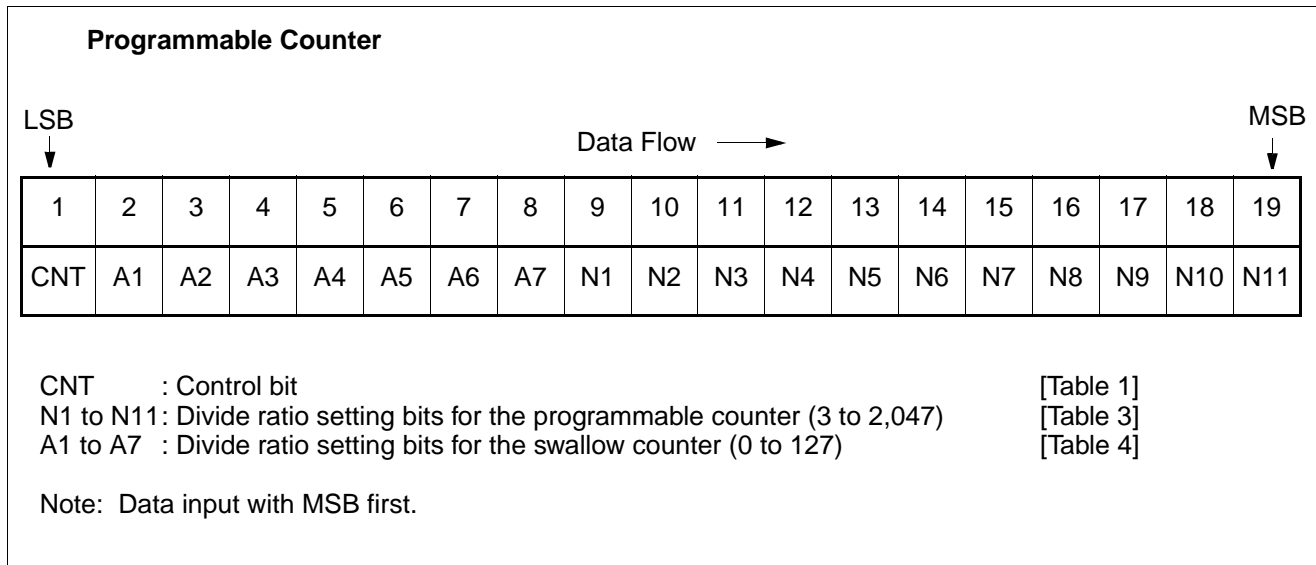 Programmable Counter
LSB
MSB
Data Flow
1 2 3 4 5 6 7 8 9 10 11 12 13 14 15 16 17 18 19
CNT A1 A2 A3 A4 A5 A6 A7 N1 N2 N3 N4 N5 N6 N7 N8 N9 N10 N11
CNT : Control bit [Table 1]
N1 to N11: Divide ratio setting bits for the programmable counter (3 to 2,047) [Table 3]
A1 to A7 : Divide ratio setting bits for the swallow counter (0 to 127) [Table 4]
Note: Data input with MSB first.